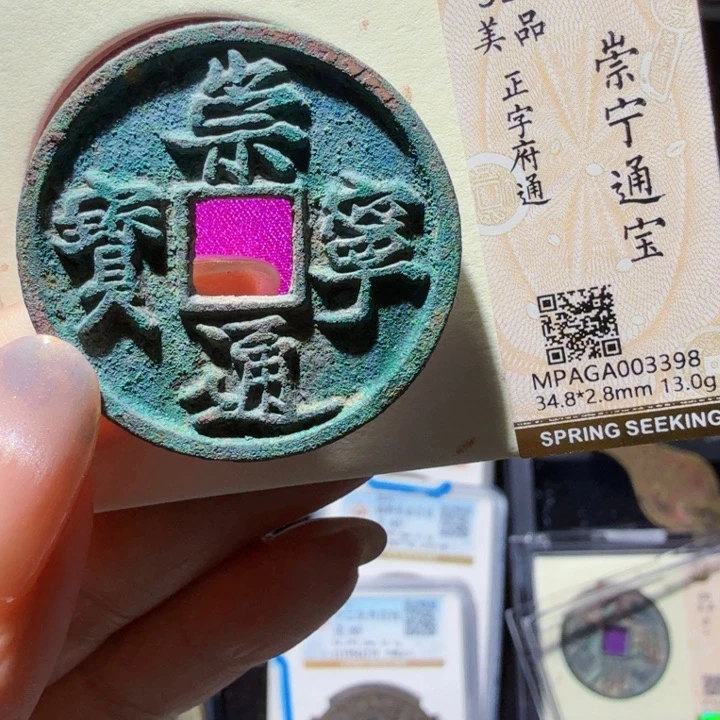 崇寧通寶
美品
正字府通
崇宁通宝
MPAGA003398
34.8*2.8mm 13.0g
SPRING SEEKING